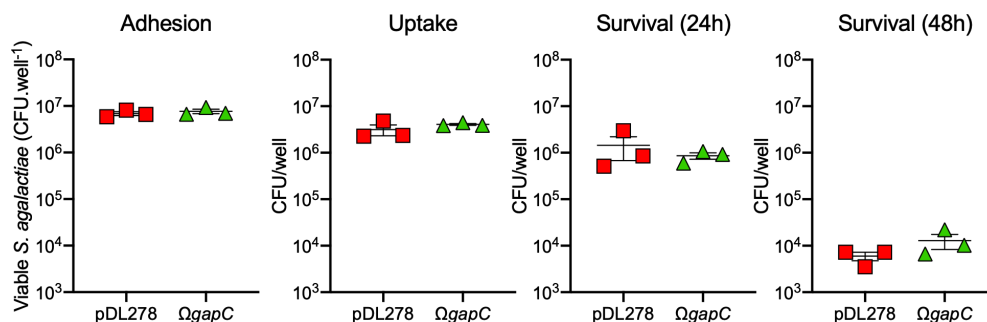 Adhesion
Viable S. agalactiae (CFU.well-1)
108
107
106
105
104
103
pDL278
ΩgapC
Uptake
CFU/well
108
107
106
105
104
103
pDL278
ΩgapC
Survival (24h)
CFU/well
108
107
106
105
104
103
pDL278
ΩgapC
Survival (48h)
CFU/well
108
107
106
105
104
103
pDL278
ΩgapC